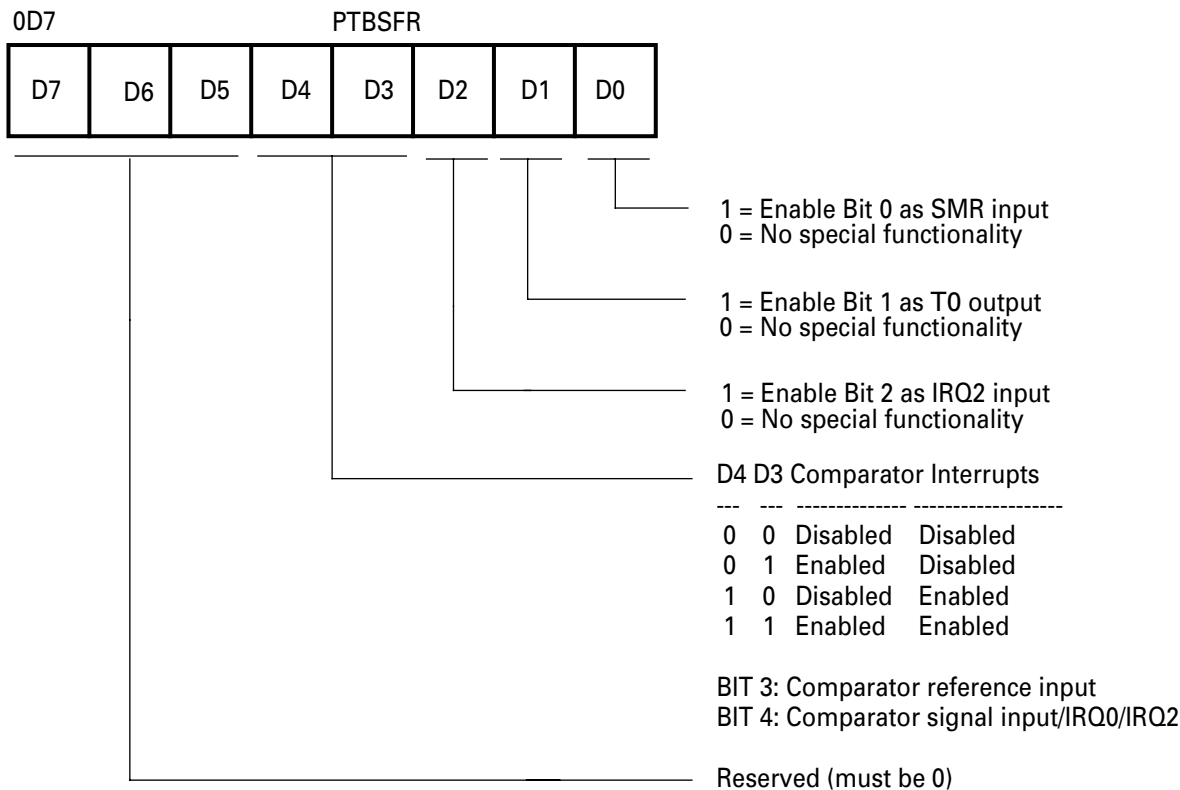 0D7 PTBSFR
D7 D6 D5 D4 D3 D2 D1 D0
1 = Enable Bit 0 as SMR input
0 = No special functionality
1 = Enable Bit 1 as T0 output
0 = No special functionality
1 = Enable Bit 2 as IRQ2 input
0 = No special functionality
D4 D3 Comparator Interrupts
--- --- -------------- -------------------
0 0 Disabled Disabled
0 1 Enabled Disabled
1 0 Disabled Enabled
1 1 Enabled Enabled
BIT 3: Comparator reference input
BIT 4: Comparator signal input/IRQ0/IRQ2
Reserved (must be 0)